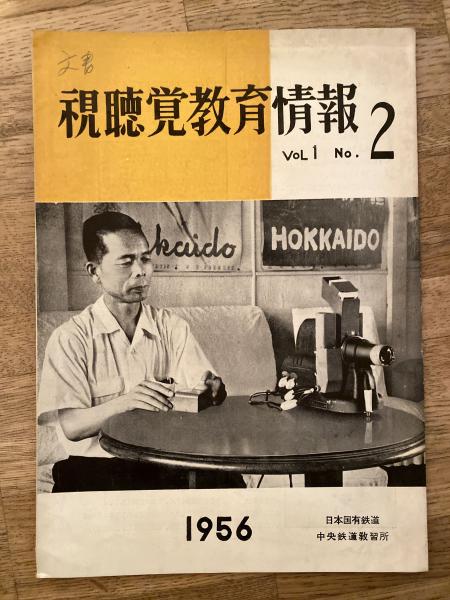 文書
視聴覚教育情報
VOL1 No. 2
kaido
HOKKAIDO
1956
日本国有鉄道
中央鉄道教習所